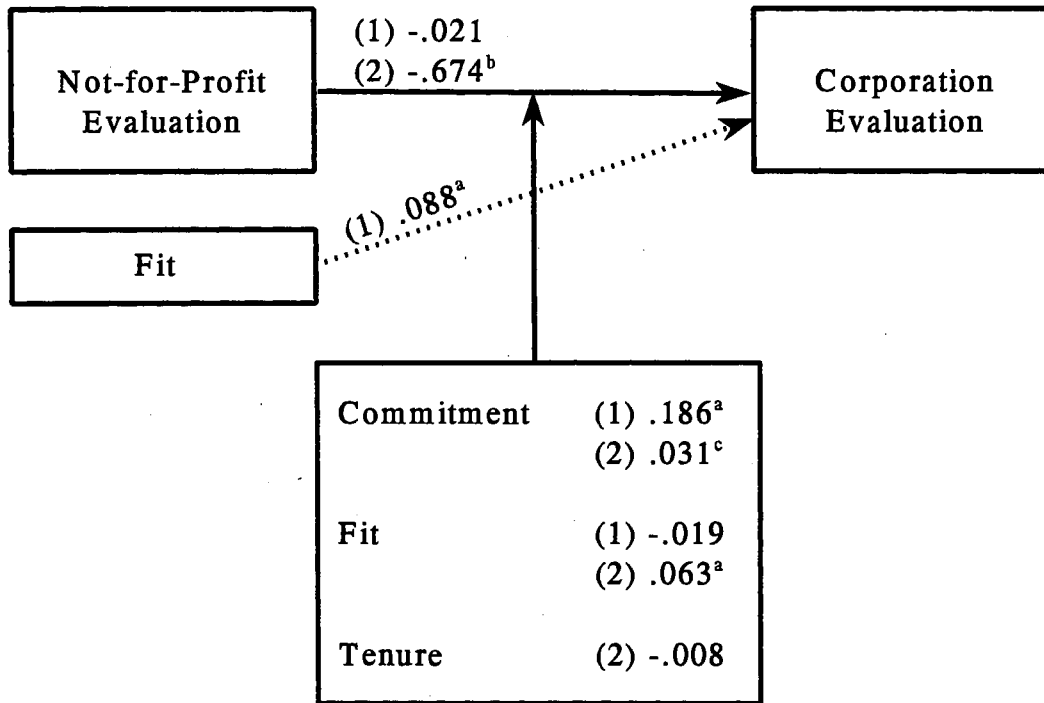 (1) -.021
(2) -.674ᵇ
Not-for-Profit
Evaluation
Corporation
Evaluation
(1) .088ᵃ
Fit
Commitment (1) .186ᵃ
(2) .031ᶜ
Fit (1) -.019
(2) .063ᵃ
Tenure (2) -.008